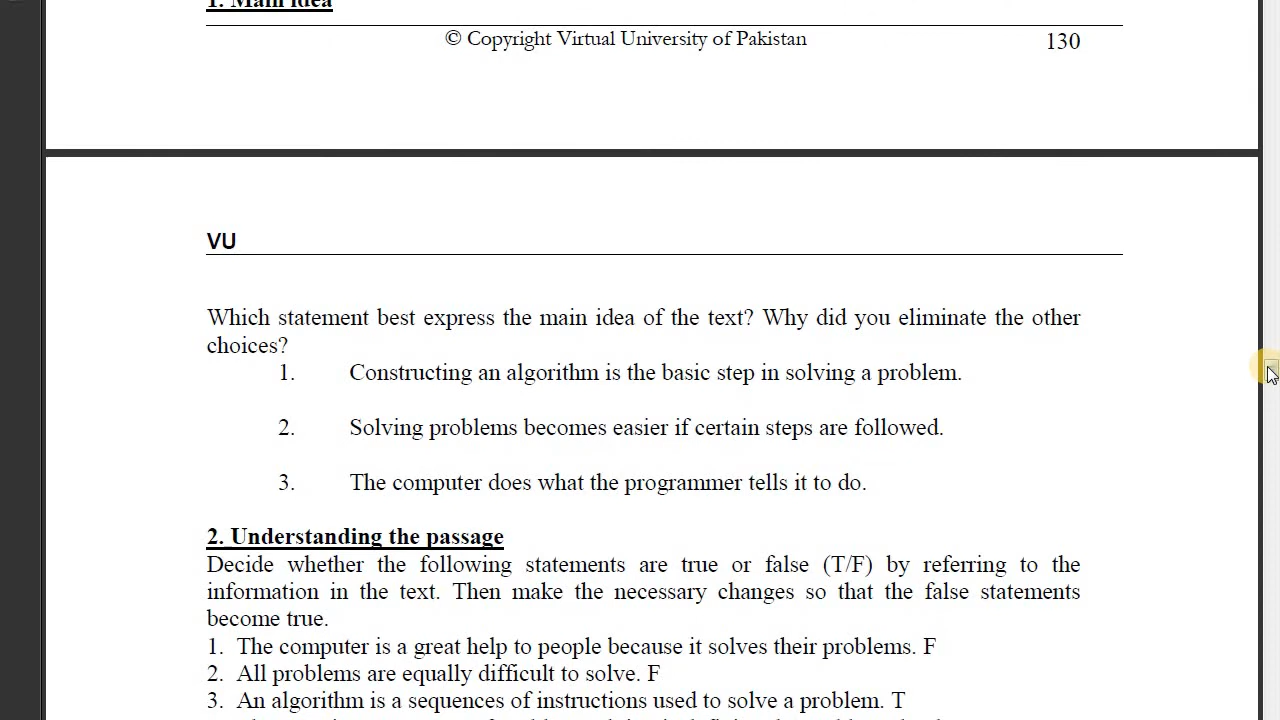 1. Main idea
© Copyright Virtual University of Pakistan 130
VU
Which statement best express the main idea of the text? Why did you eliminate the other
choices?
1. Constructing an algorithm is the basic step in solving a problem.
2. Solving problems becomes easier if certain steps are followed.
3. The computer does what the programmer tells it to do.
2. Understanding the passage
Decide whether the following statements are true or false (T/F) by referring to the
information in the text. Then make the necessary changes so that the false statements
become true.
1. The computer is a great help to people because it solves their problems. F
2. All problems are equally difficult to solve. F
3. An algorithm is a sequences of instructions used to solve a problem. T